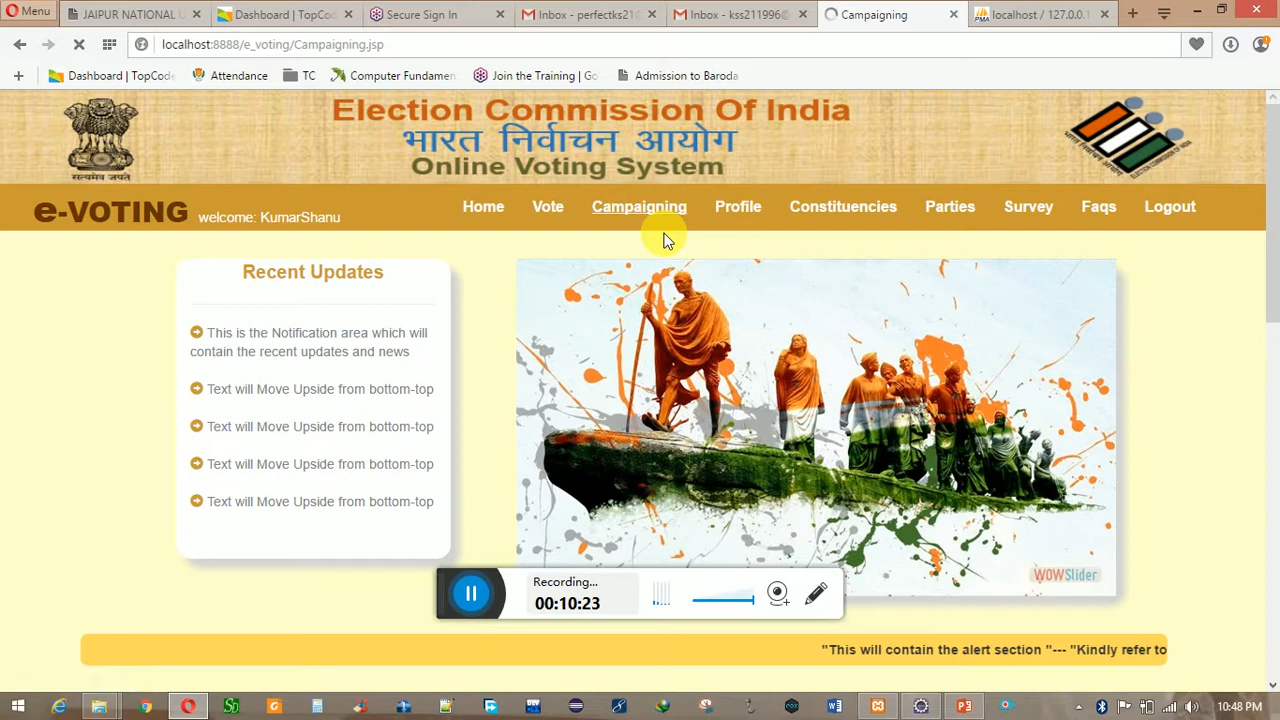 Menu
JAIPUR NATIONAL U
Dashboard | TopCod
Secure Sign In
Inbox - perfectks21@
Inbox - kss211996@
Campaigning
localhost / 127.0.0.1
localhost:8888/e_voting/Campaigning.jsp
Dashboard | TopCode
Attendance
TC
Computer Fundamen
Join the Training | Go
Admission to Baroda
Election Commission Of India
भारत निर्वाचन आयोग
Online Voting System
सत्यमेव जयते
e-VOTING welcome: KumarShanu
Home Vote Campaigning Profile Constituencies Parties Survey Faqs Logout
Recent Updates
This is the Notification area which will
contain the recent updates and news
Text will Move Upside from bottom-top
Text will Move Upside from bottom-top
Text will Move Upside from bottom-top
Text will Move Upside from bottom-top
WOWSlider
Recording...
00:10:23
"This will contain the alert section "--- "Kindly refer to
10:48 PM